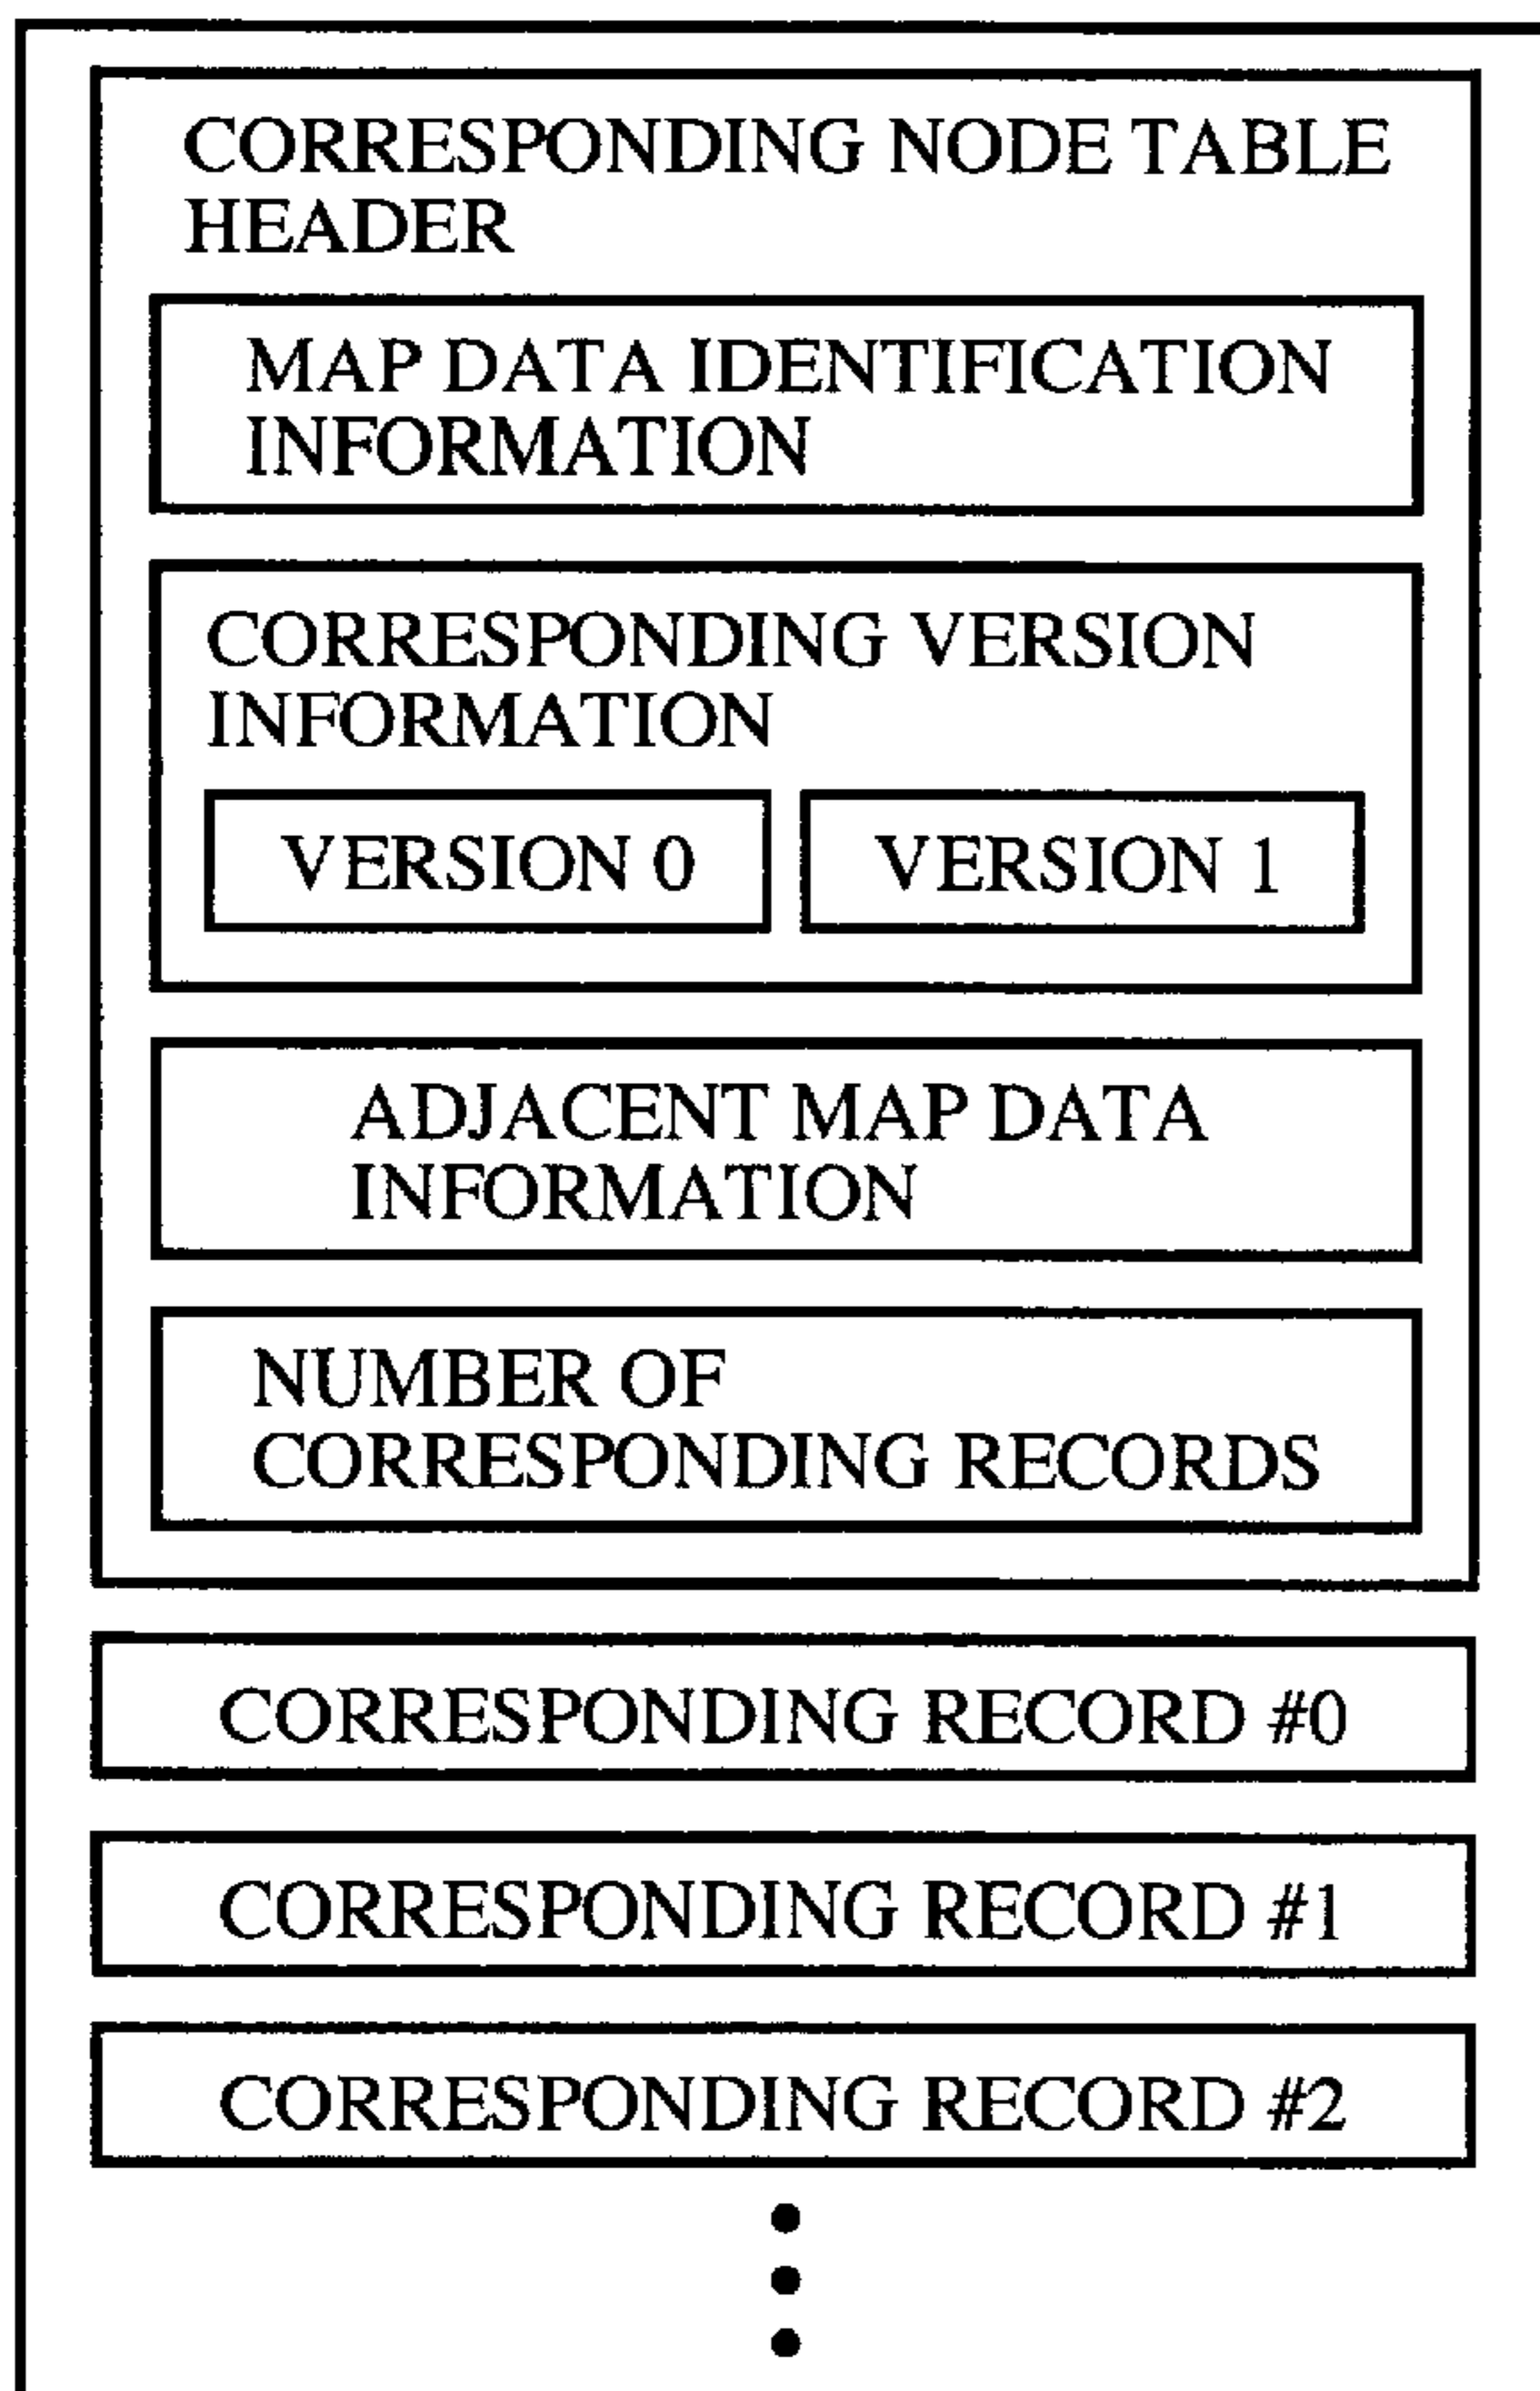 CORRESPONDING NODE TABLE
HEADER
MAP DATA IDENTIFICATION
INFORMATION
CORRESPONDING VERSION
INFORMATION
VERSION 0
VERSION 1
ADJACENT MAP DATA
INFORMATION
NUMBER OF
CORRESPONDING RECORDS
CORRESPONDING RECORD #0
CORRESPONDING RECORD #1
CORRESPONDING RECORD #2